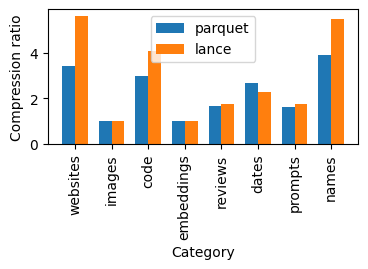 Compression ratio
4
2
0
parquet
lance
websites
images
code
embeddings
reviews
dates
prompts
names
Category